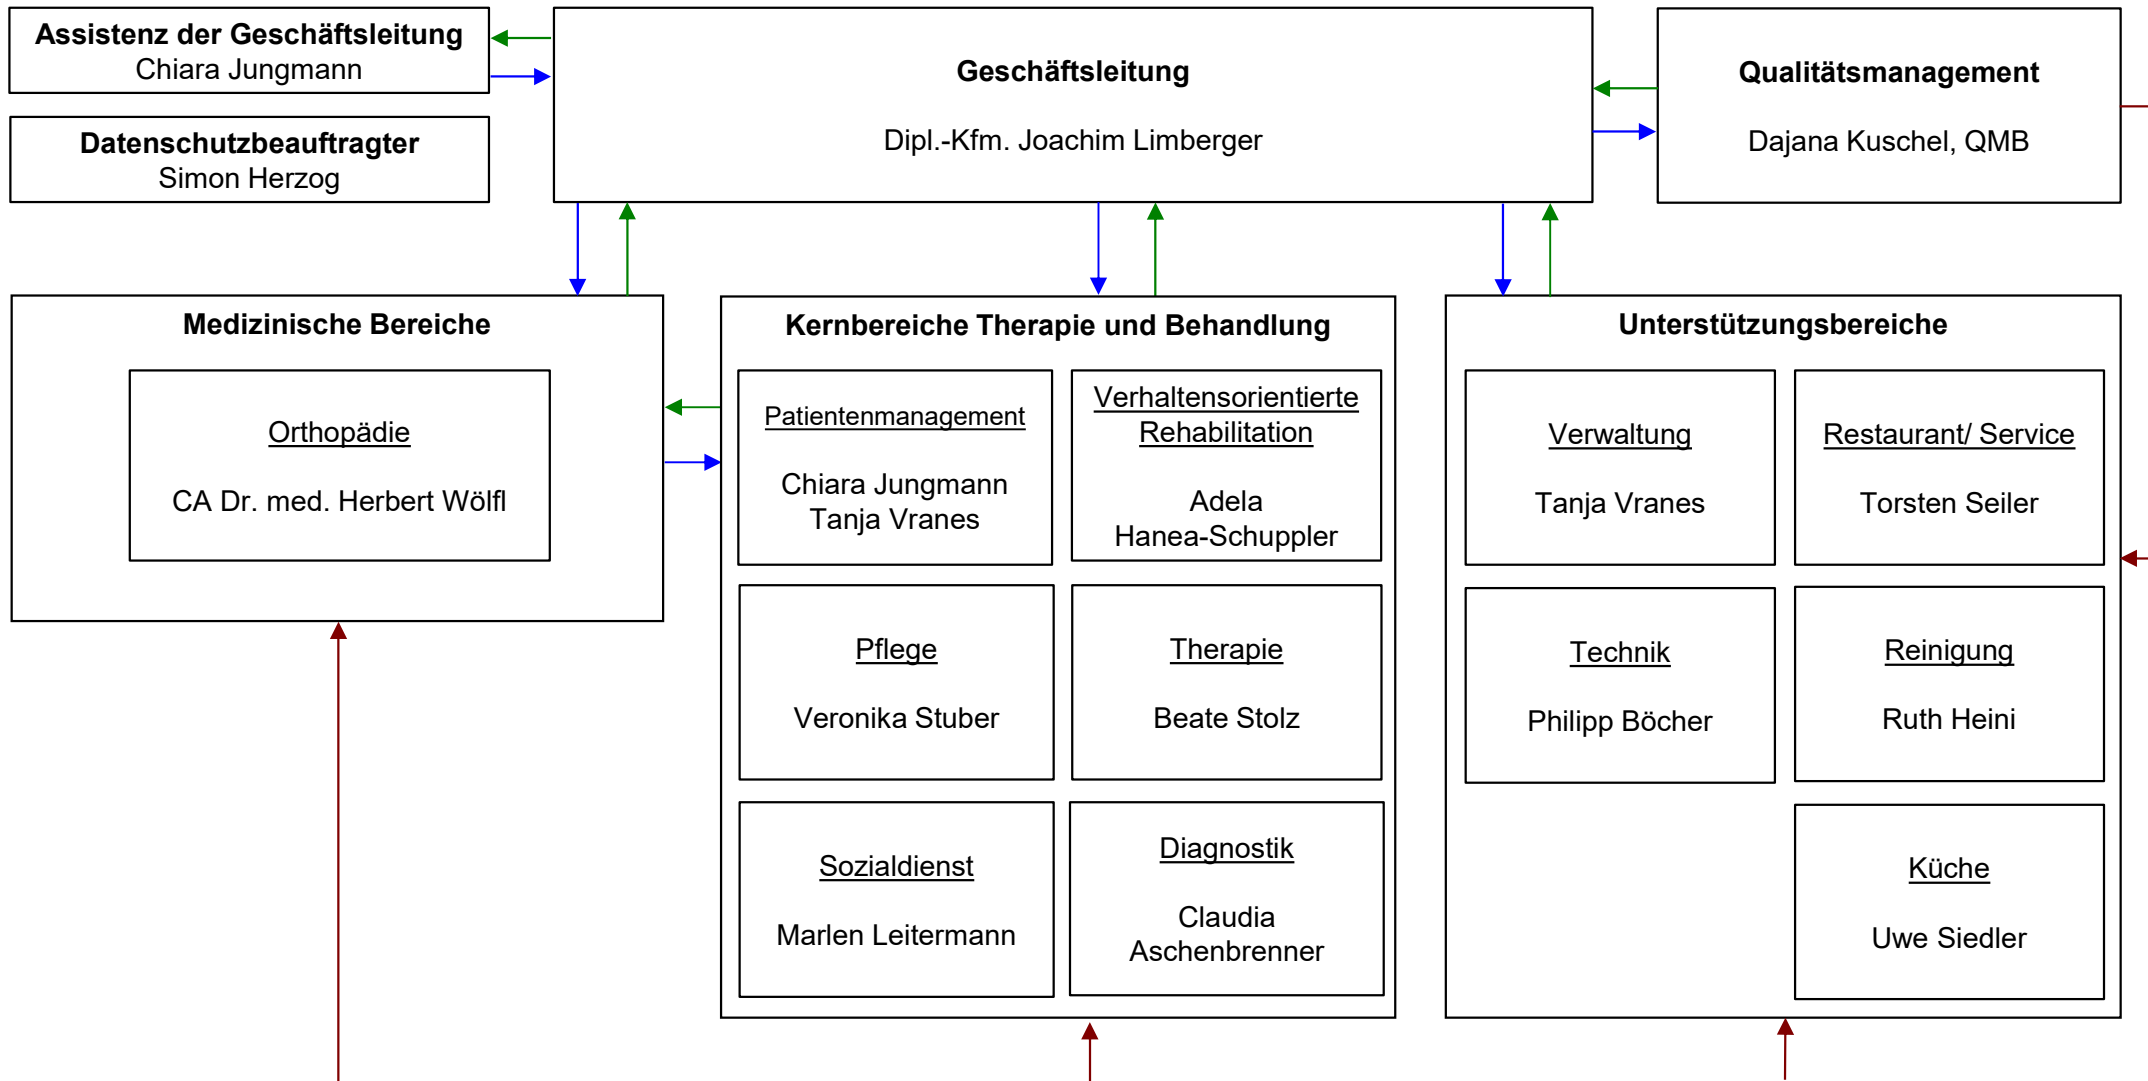 Assistenz der Geschäftsleitung
Chiara Jungmann
Datenschutzbeauftragter
Simon Herzog
Geschäftsleitung
Dipl.-Kfm. Joachim Limberger
Qualitätsmanagement
Dajana Kuschel, QMB
Medizinische Bereiche
Orthopädie
CA Dr. med. Herbert Wölfl
Kernbereiche Therapie und Behandlung
Patientenmanagement
Chiara Jungmann
Tanja Vranes
Verhaltensorientierte
Rehabilitation
Adela
Hanea-Schuppler
Pflege
Veronika Stuber
Therapie
Beate Stolz
Sozialdienst
Marlen Leitermann
Diagnostik
Claudia
Aschenbrenner
Unterstützungsbereiche
Verwaltung
Tanja Vranes
Restaurant/ Service
Torsten Seiler
Technik
Philipp Böcher
Reinigung
Ruth Heini
Küche
Uwe Siedler